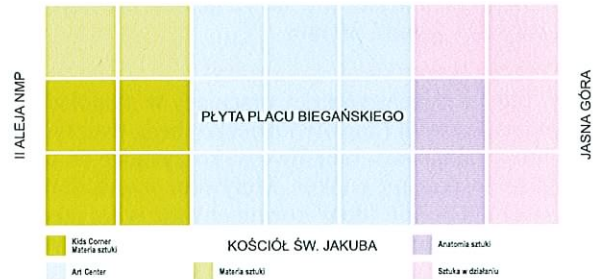 II ALEJA NMP
PŁYTA PLACU BIEGAŃSKIEGO
JASNA GÓRA
KOŚCIÓŁ ŚW. JAKUBA
Kids Corner
Materia sztuki
Art Center
Materia sztuki
Anatomia sztuki
Sztuka w działaniu